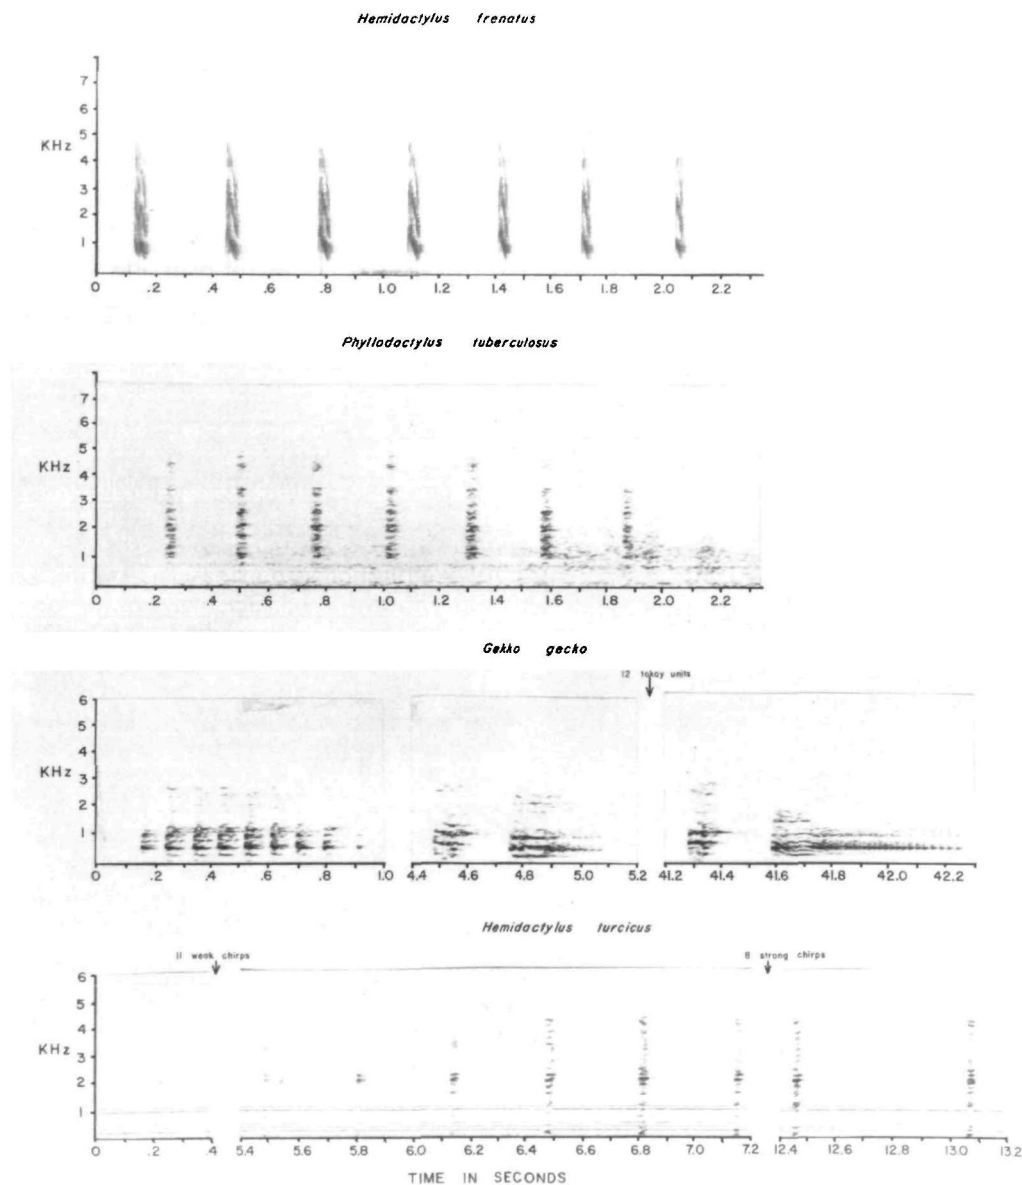 Hemidactylus frenatus
7
6
5
KHz
4
3
2
1
0 .2 .4 .6 .8 1.0 1.2 1.4 1.6 1.8 2.0 2.2
Phyllodactylus tuberculosus
7
6
5
KHz
4
3
2
1
0 .2 .4 .6 .8 1.0 1.2 1.4 1.6 1.8 2.0 2.2
Gekko gecko
12 tokay units
6
5
4
KHz
3
2
1
0 .2 .4 .6 .8 1.0 4.4 4.6 4.8 5.0 5.2 41.2 41.4 41.6 41.8 42.0 42.2
Hemidactylus turcicus
11 weak chirps 8 strong chirps
6
5
4
KHz
3
2
1
0 .2 .4 5.4 5.6 5.8 6.0 6.2 6.4 6.6 6.8 7.0 7.2 12.4 12.6 12.8 13.0 13.2
TIME IN SECONDS